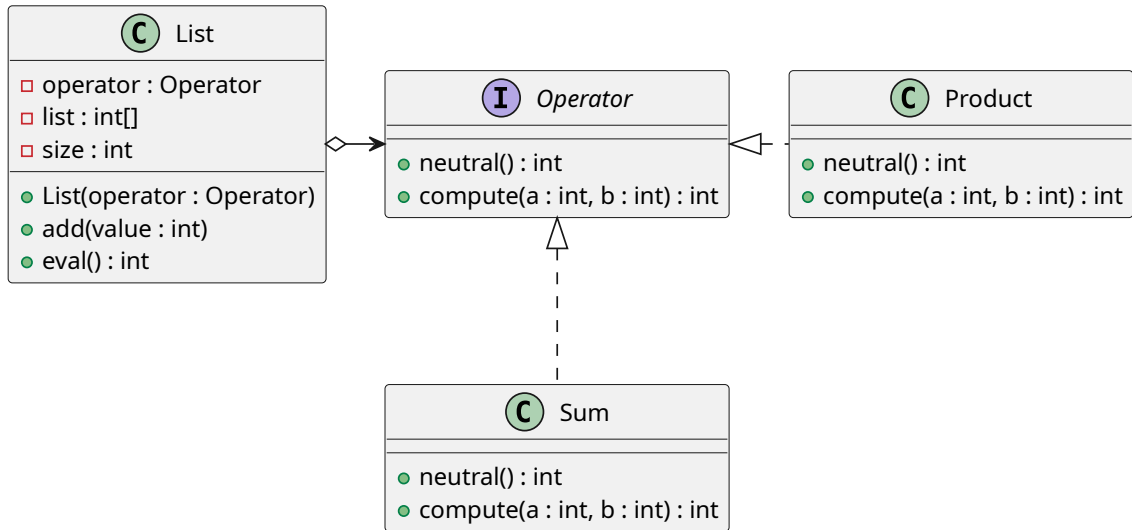 C List
operator : Operator
list : int[]
size : int
List(operator : Operator)
add(value : int)
eval() : int
I Operator
neutral() : int
compute(a : int, b : int) : int
C Product
neutral() : int
compute(a : int, b : int) : int
C Sum
neutral() : int
compute(a : int, b : int) : int